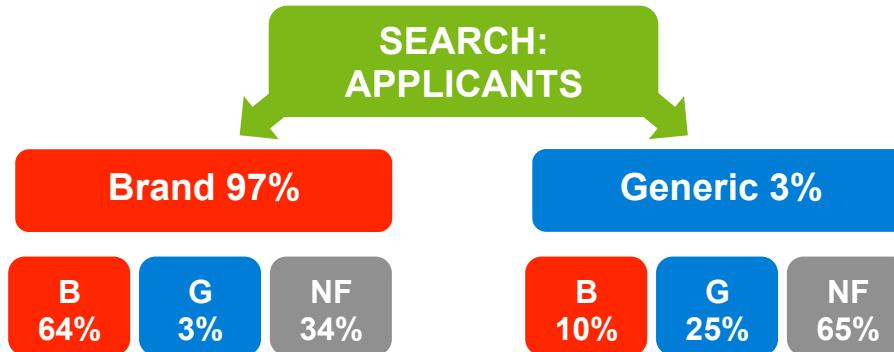 SEARCH:
APPLICANTS
Brand 97%
Generic 3%
B
64%
G
3%
NF
34%
B
10%
G
25%
NF
65%